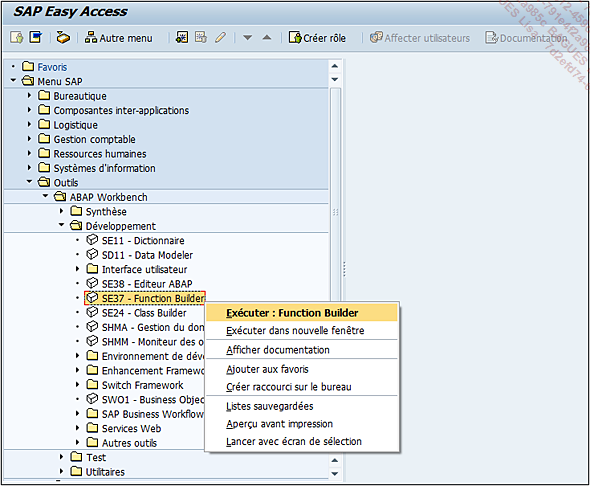 SAP Easy Access
Autre menu
Créer rôle
Affecter utilisateurs
Documentation
Favoris
Menu SAP
Bureautique
Composantes inter-applications
Logistique
Gestion comptable
Ressources humaines
Systèmes d'information
Outils
ABAP Workbench
Synthèse
Développement
SE11 - Dictionnaire
SD11 - Data Modeler
Interface utilisateur
SE38 - Editeur ABAP
SE37 - Function Builder
SE24 - Class Builder
SHMA - Gestion du don
SHMM - Moniteur des o
Environnement de déve
Enhancement Framewo
Switch Framework
SWO1 - Business Objec
SAP Business Workflow
Services Web
Autres outils
Test
Utilitaires
Exécuter : Function Builder
Exécuter dans nouvelle fenêtre
Afficher documentation
Ajouter aux favoris
Créer raccourci sur le bureau
Listes sauvegardées
Aperçu avant impression
Lancer avec écran de sélection